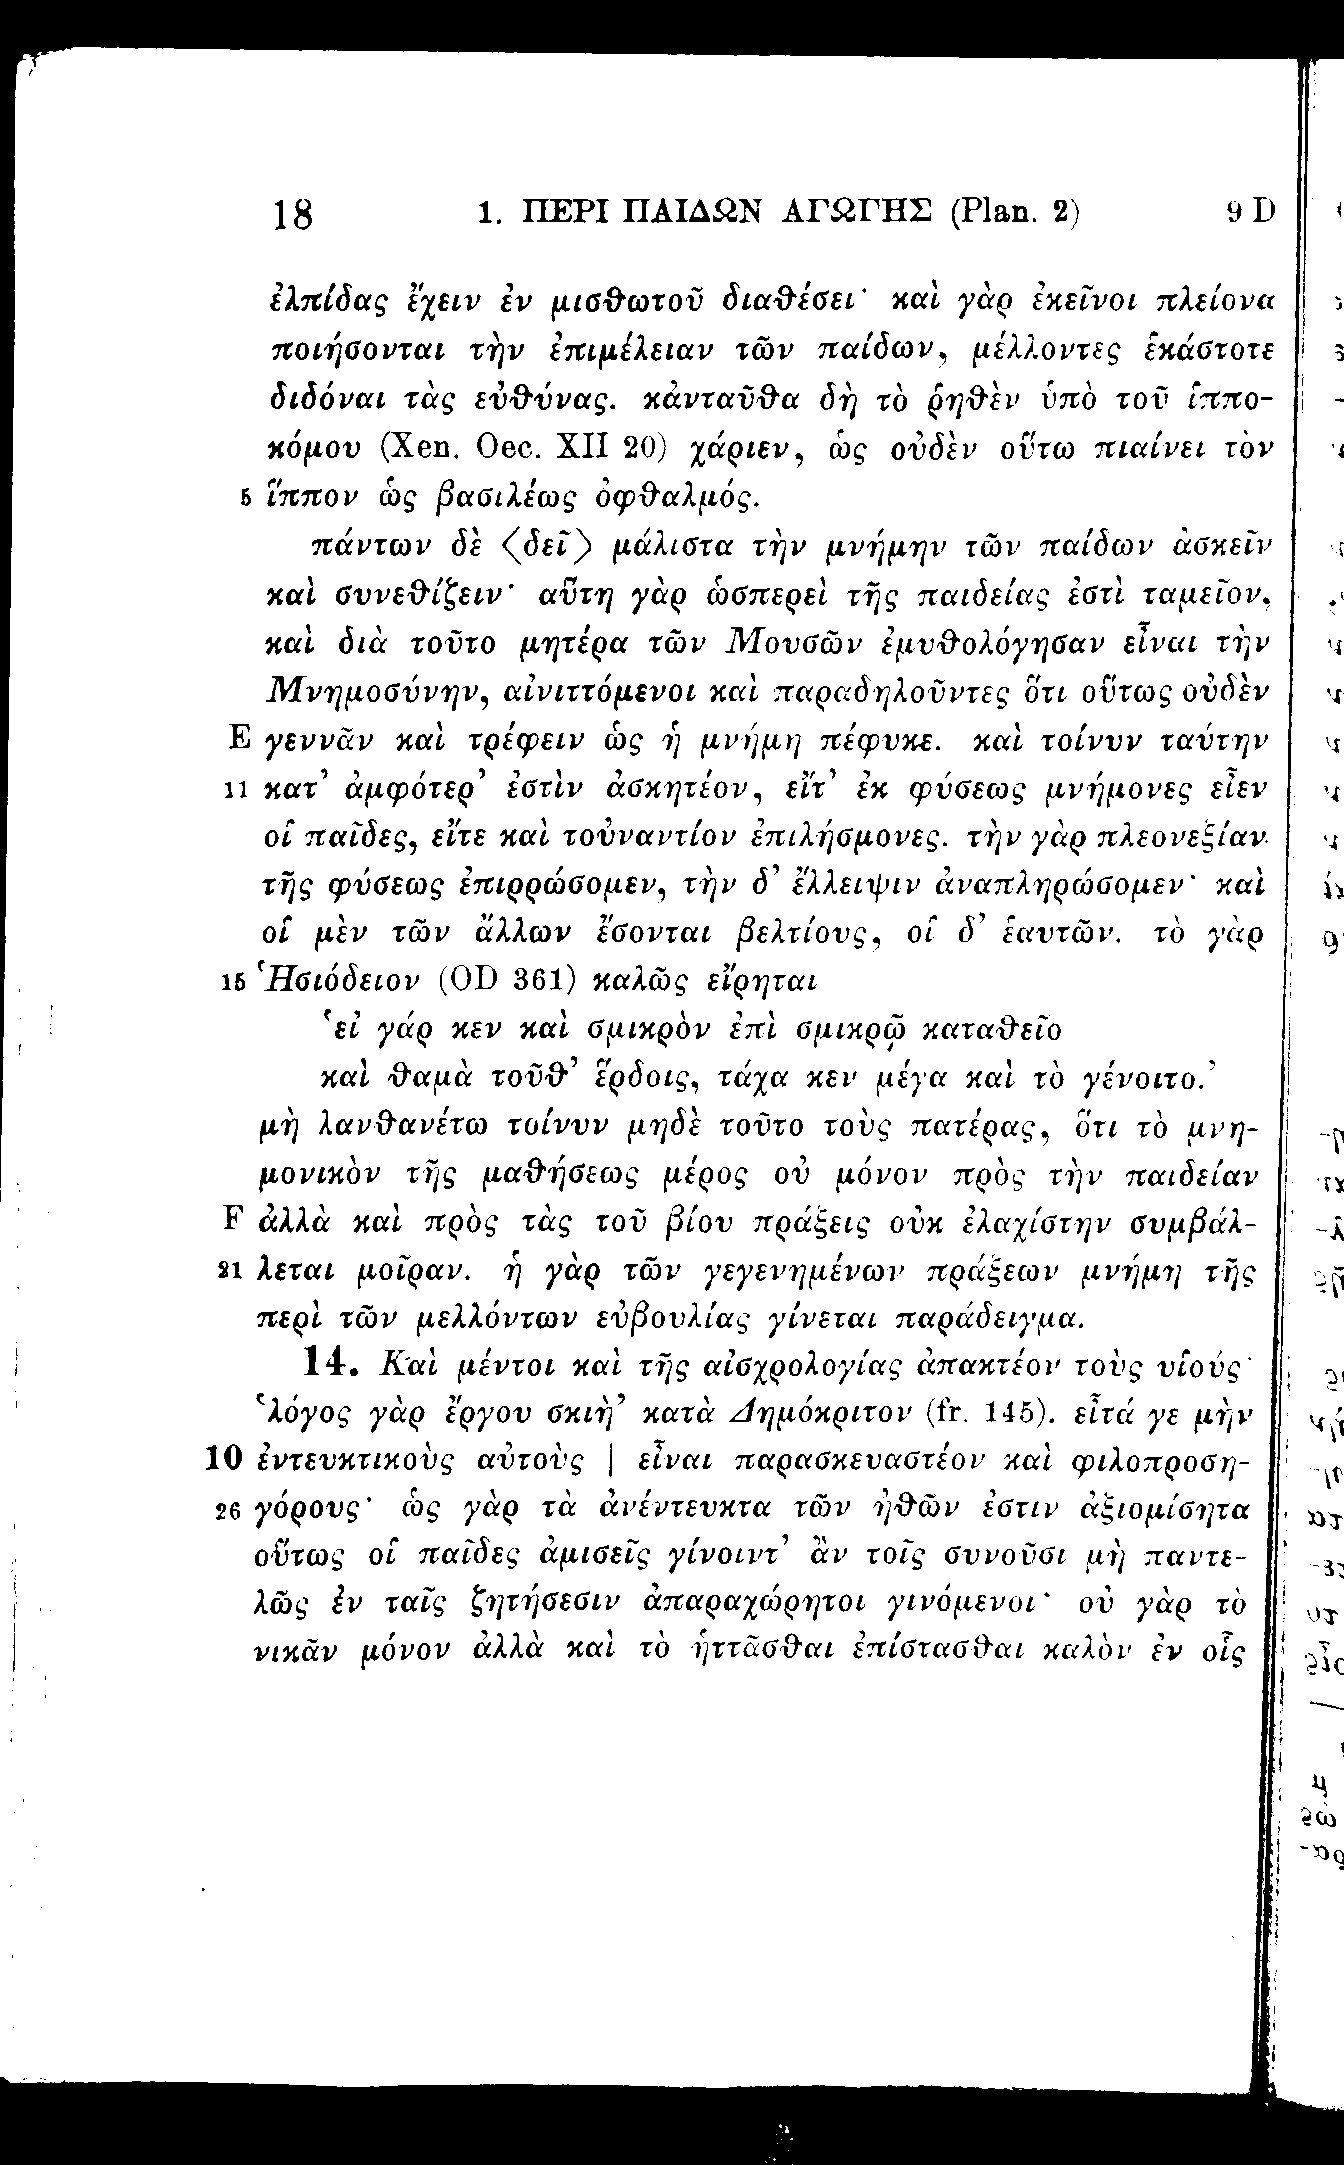 18 1. ΠΕΡΙ ΠΑΙΔΩΝ ΑΓΩΓΗΣ (Plan. 2) 9 D
ἐλπίδας ἔχειν ἐν μισθωτοῦ διαθέσει· καὶ γὰρ ἐκεῖνοι πλείονα
ποιήσονται τὴν ἐπιμέλειαν τῶν παίδων, μέλλοντες ἑκάστοτε
διδόναι τὰς εὐθύνας. κἀνταῦθα δὴ τὸ ῥηθὲν ὑπὸ τοῦ ἱππο-
κόμου (Xen. Oec. XII 20) χάριεν, ὡς οὐδὲν οὕτω πιαίνει τὸν
5 ἵππον ὡς βασιλέως ὀφθαλμός.
πάντων δὲ ⟨δεῖ⟩ μάλιστα τὴν μνήμην τῶν παίδων ἀσκεῖν
καὶ συνεθίζειν· αὕτη γὰρ ὡσπερεὶ τῆς παιδείας ἐστὶ ταμεῖον,
καὶ διὰ τοῦτο μητέρα τῶν Μουσῶν ἐμυθολόγησαν εἶναι τὴν
Μνημοσύνην, αἰνιττόμενοι καὶ παραδηλοῦντες ὅτι οὕτως οὐδὲν
E γεννᾶν καὶ τρέφειν ὡς ἡ μνήμη πέφυκε. καὶ τοίνυν ταύτην
11 κατ’ ἀμφότερ’ ἐστὶν ἀσκητέον, εἴτ’ ἐκ φύσεως μνήμονες εἶεν
οἱ παῖδες, εἴτε καὶ τοὐναντίον ἐπιλήσμονες. τὴν γὰρ πλεονεξίαν
τῆς φύσεως ἐπιρρώσομεν, τὴν δ’ ἔλλειψιν ἀναπληρώσομεν· καὶ
οἱ μὲν τῶν ἄλλων ἔσονται βελτίους, οἱ δ’ ἑαυτῶν. τὸ γὰρ
15 Ἡσιόδειον (OD 361) καλῶς εἴρηται
‘εἰ γάρ κεν καὶ σμικρὸν ἐπὶ σμικρῷ καταθεῖο
καὶ θαμὰ τοῦθ’ ἕρδοις, τάχα κεν μέγα καὶ τὸ γένοιτο.’
μὴ λανθανέτω τοίνυν μηδὲ τοῦτο τοὺς πατέρας, ὅτι τὸ μνη-
μονικὸν τῆς μαθήσεως μέρος οὐ μόνον πρὸς τὴν παιδείαν
F ἀλλὰ καὶ πρὸς τὰς τοῦ βίου πράξεις οὐκ ἐλαχίστην συμβάλ-
21 λεται μοῖραν. ἡ γὰρ τῶν γεγενημένων πράξεων μνήμη τῆς
περὶ τῶν μελλόντων εὐβουλίας γίνεται παράδειγμα.
14. Καὶ μέντοι καὶ τῆς αἰσχρολογίας ἀπακτέον τοὺς υἱούς·
‘λόγος γὰρ ἔργου σκιὴ’ κατὰ Δημόκριτον (fr. 145). εἶτά γε μὴν
10 ἐντευκτικοὺς αὐτοὺς | εἶναι παρασκευαστέον καὶ φιλοπροση-
26 γόρους· ὡς γὰρ τὰ ἀνέντευκτα τῶν ἠθῶν ἐστιν ἀξιομίσητα
οὕτως οἱ παῖδες ἀμισεῖς γίνοιντ’ ἂν τοῖς συνοῦσι μὴ παντε-
λῶς ἐν ταῖς ζητήσεσιν ἀπαραχώρητοι γινόμενοι· οὐ γὰρ τὸ
νικᾶν μόνον ἀλλὰ καὶ τὸ ἡττᾶσθαι ἐπίστασθαι καλὸν ἐν οἷς